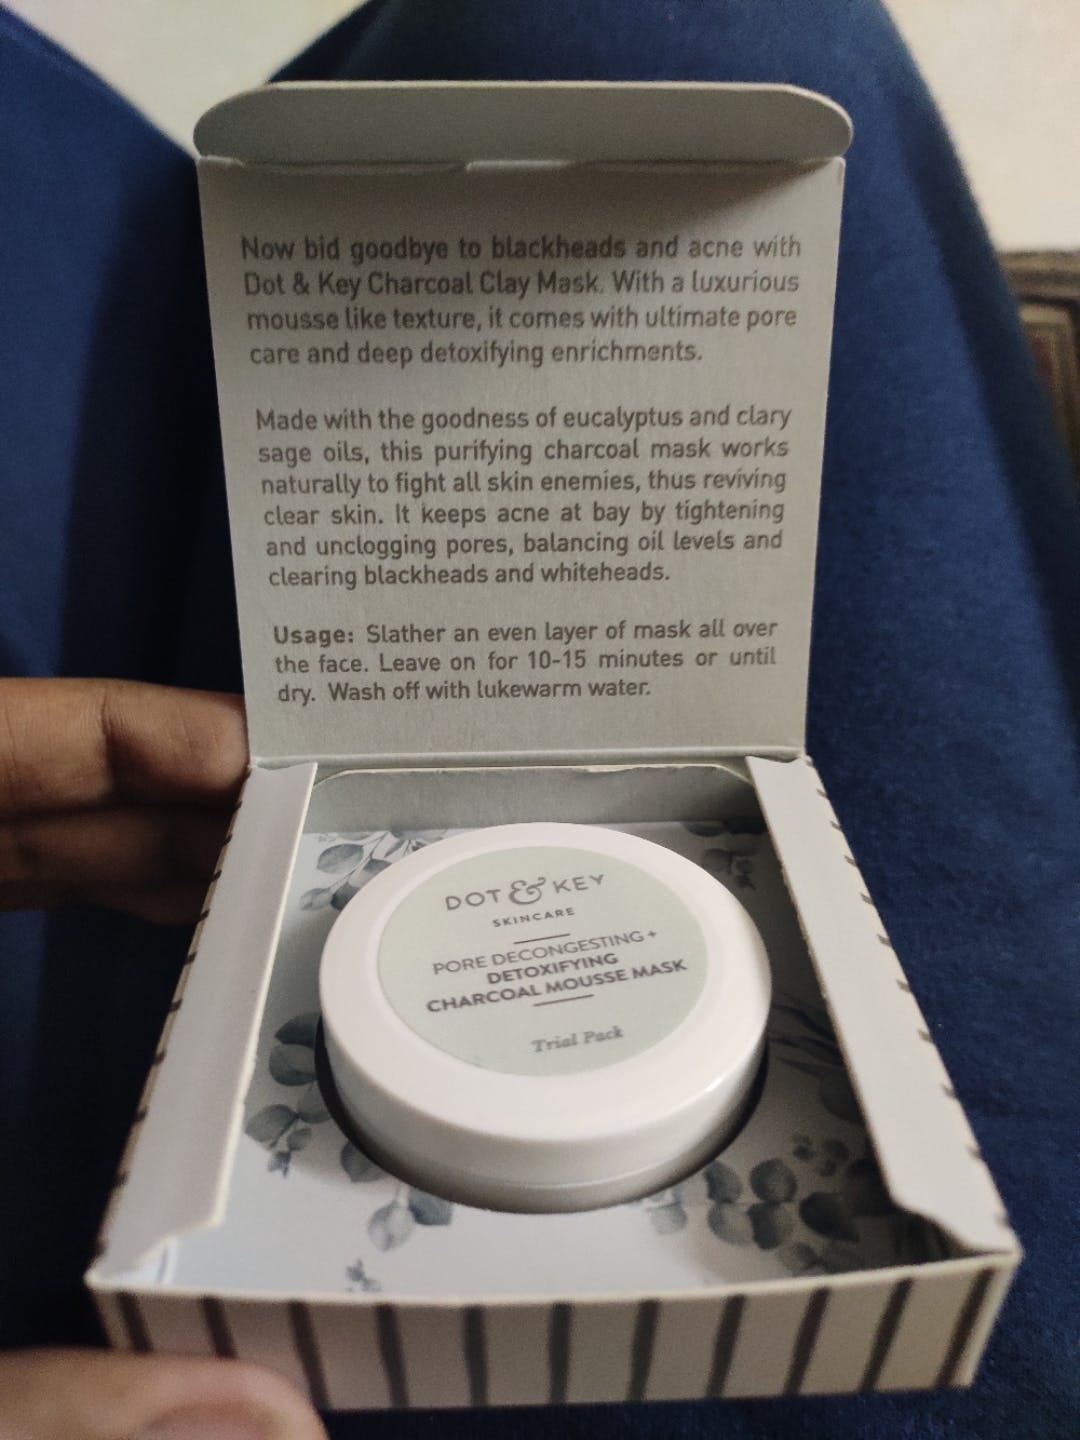 Now bid goodbye to blackheads and acne with
Dot & Key Charcoal Clay Mask. With a luxurious
mousse like texture, it comes with ultimate pore
care and deep detoxifying enrichments.
Made with the goodness of eucalyptus and clary
sage oils, this purifying charcoal mask works
naturally to fight all skin enemies, thus reviving
clear skin. It keeps acne at bay by tightening
and unclogging pores, balancing oil levels and
clearing blackheads and whiteheads.
Usage: Slather an even layer of mask all over
the face. Leave on for 10-15 minutes or until
dry. Wash off with lukewarm water.
DOT & KEY
SKINCARE
PORE DECONGESTING +
DETOXIFYING
CHARCOAL MOUSSE MASK
Trial Pack